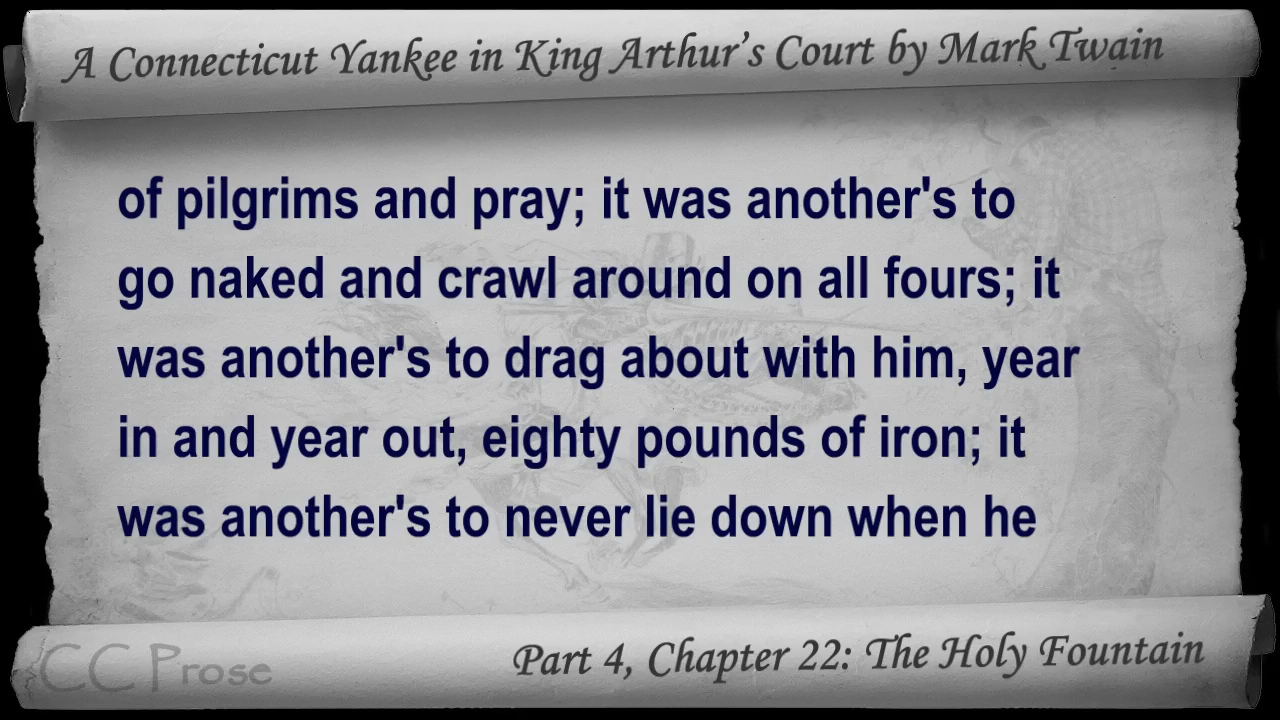 A Connecticut Yankee in King Arthur's Court by Mark Twain
of pilgrims and pray; it was another's to
go naked and crawl around on all fours; it
was another's to drag about with him, year
in and year out, eighty pounds of iron; it
was another's to never lie down when he
CC Prose
Part 4, Chapter 22: The Holy Fountain